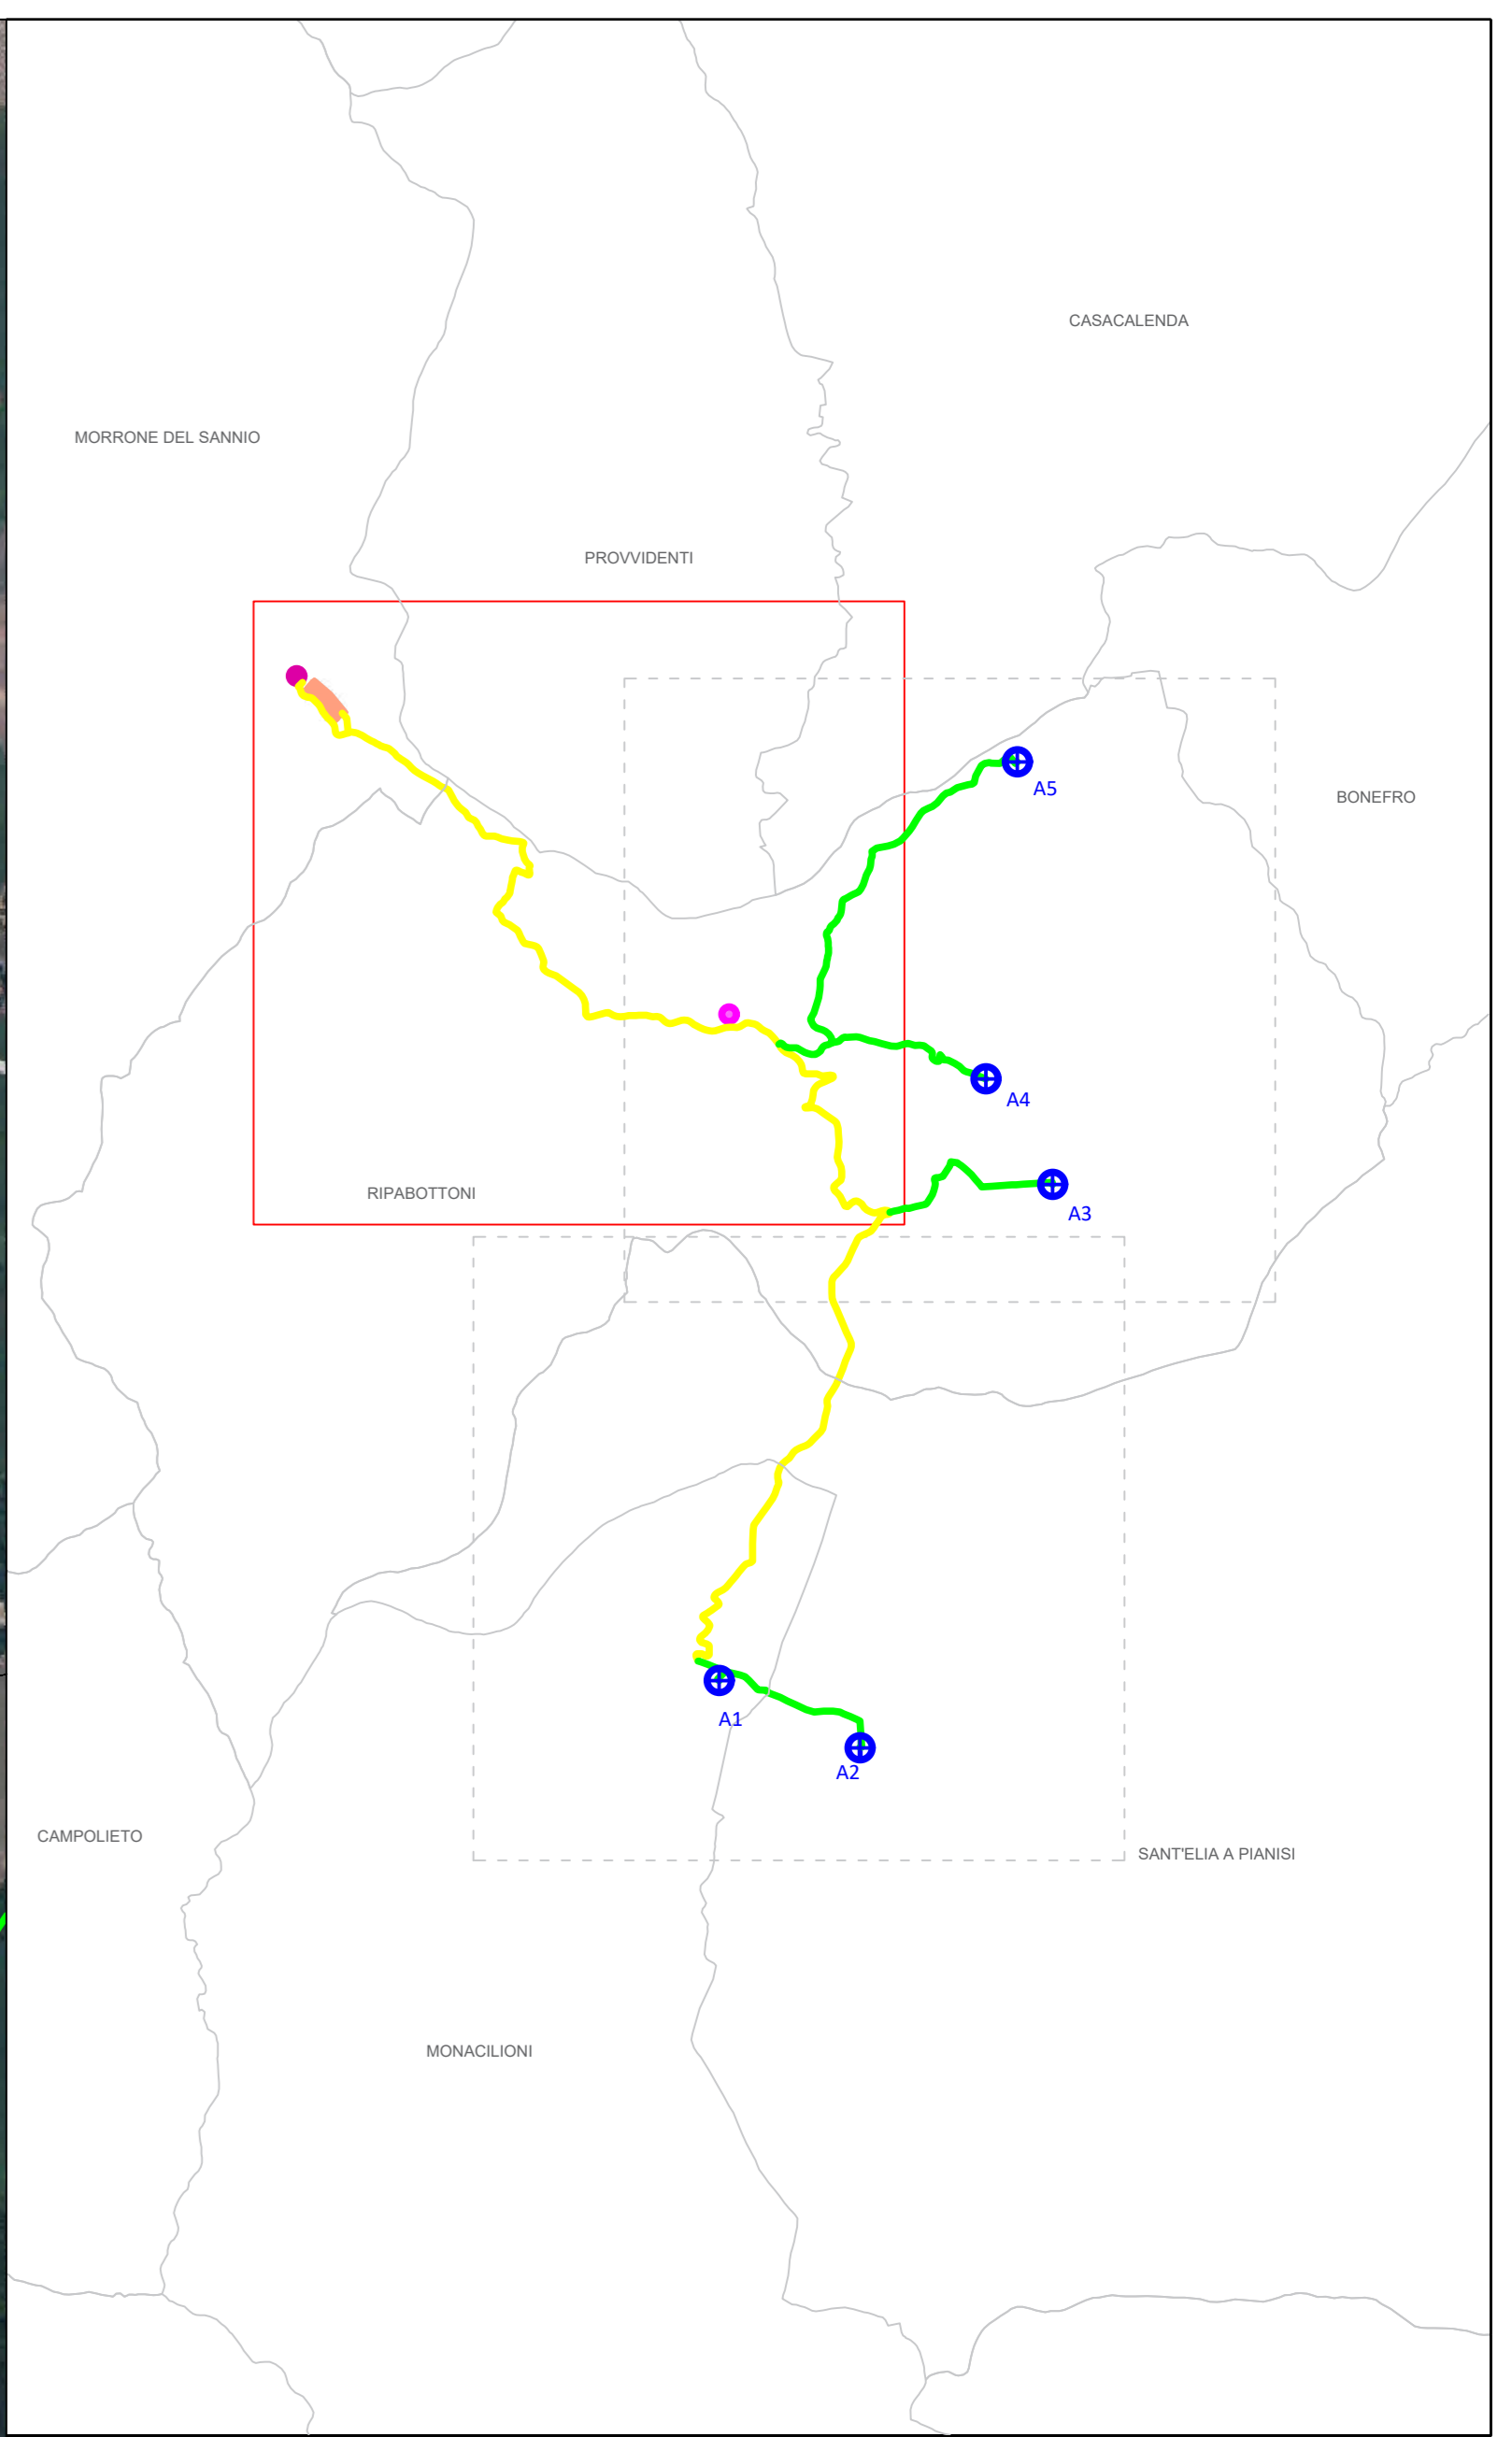 CASACALENDA
MORRONE DEL SANNIO
PROVVIDENTI
A5
BONEFRO
A4
RIPABOTTONI
A3
A1
A2
CAMPOLIETO
SANT'ELIA A PIANISI
MONACILIONI